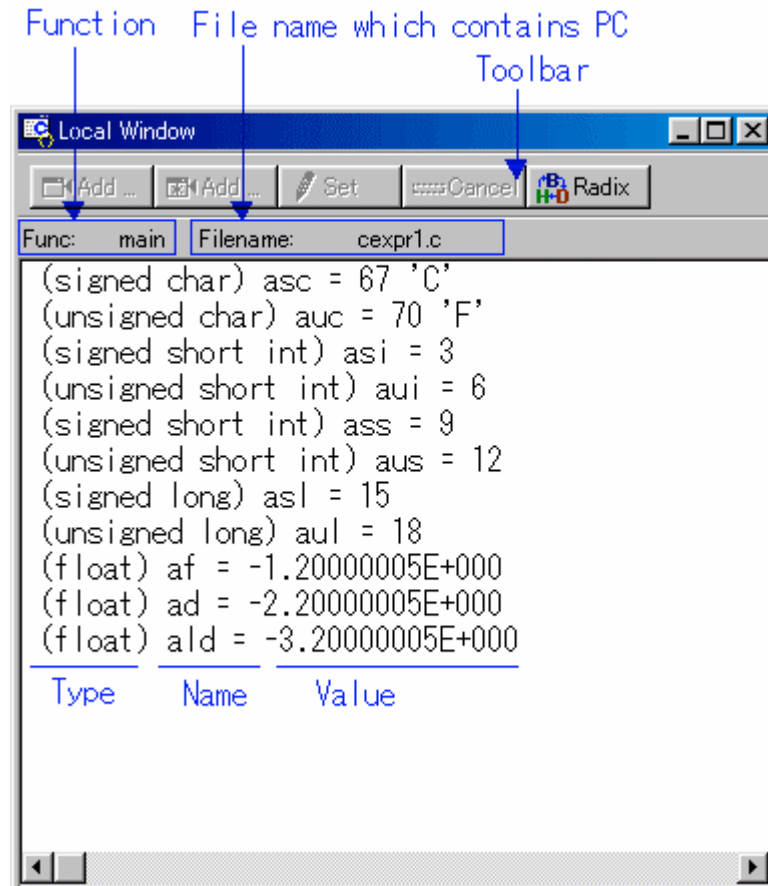 Function File name which contains PC
Toolbar
Local Window
Add ... Add ... Set Cancel Radix
Func: main Filename: cexpr1.c
(signed char) asc = 67 'C'
(unsigned char) auc = 70 'F'
(signed short int) asi = 3
(unsigned short int) aui = 6
(signed short int) ass = 9
(unsigned short int) aus = 12
(signed long) asl = 15
(unsigned long) aul = 18
(float) af = -1.20000005E+000
(float) ad = -2.20000005E+000
(float) ald = -3.20000005E+000
Type Name Value